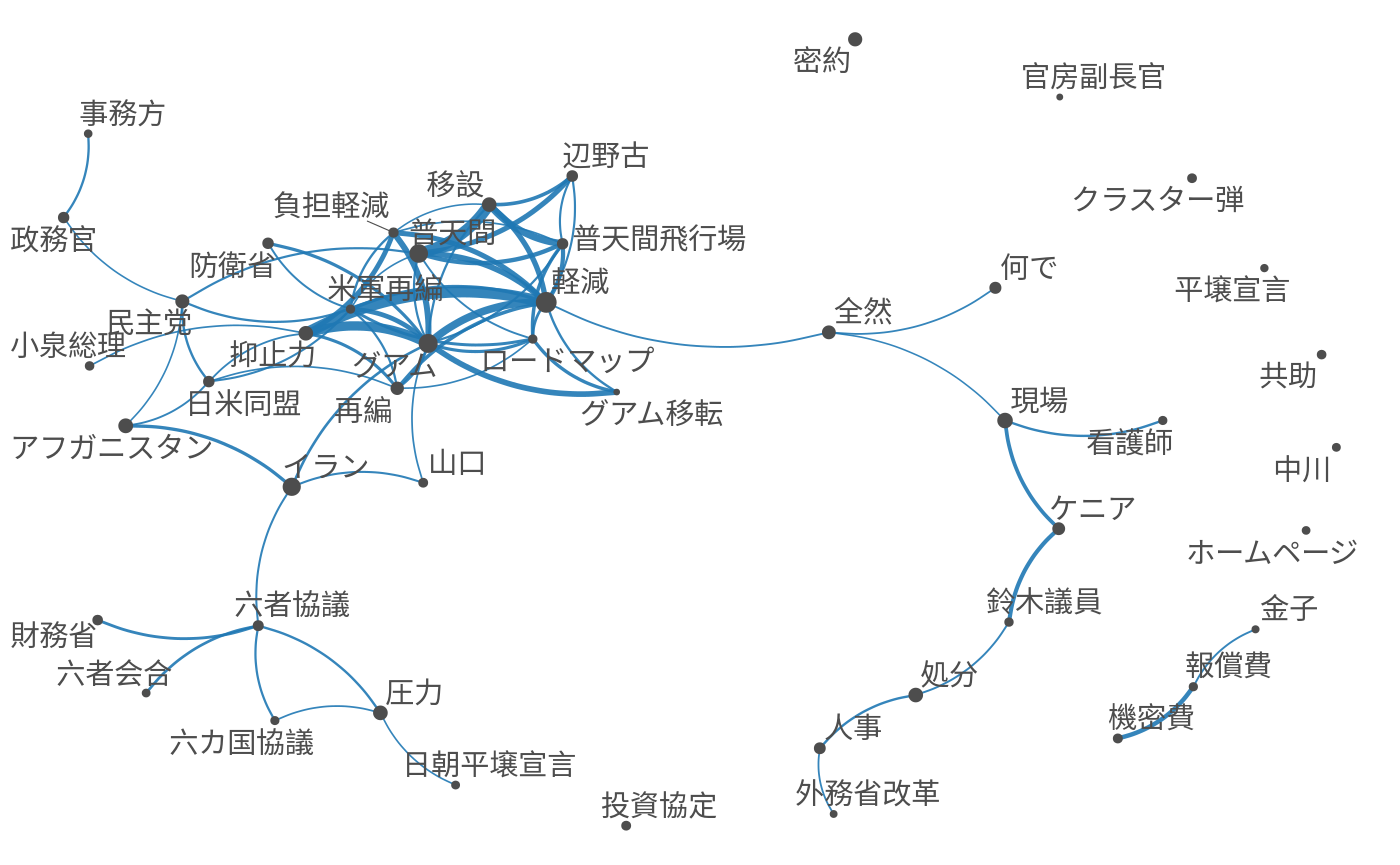 密約
官房副長官
事務方
辺野古
移設
クラスター弾
負担軽減
普天間
政務官
普天間飛行場
防衛省
何で
軽減
米軍再編
平壌宣言
全然
民主党
小泉総理
抑止力
グアム
ロードマップ
共助
日米同盟
再編
グアム移転
現場
アフガニスタン
看護師
イラン
山口
中川
ケニア
ホームページ
六者協議
鈴木議員
金子
財務省
六者会合
報償費
処分
圧力
機密費
人事
六カ国協議
日朝平壌宣言
外務省改革
投資協定